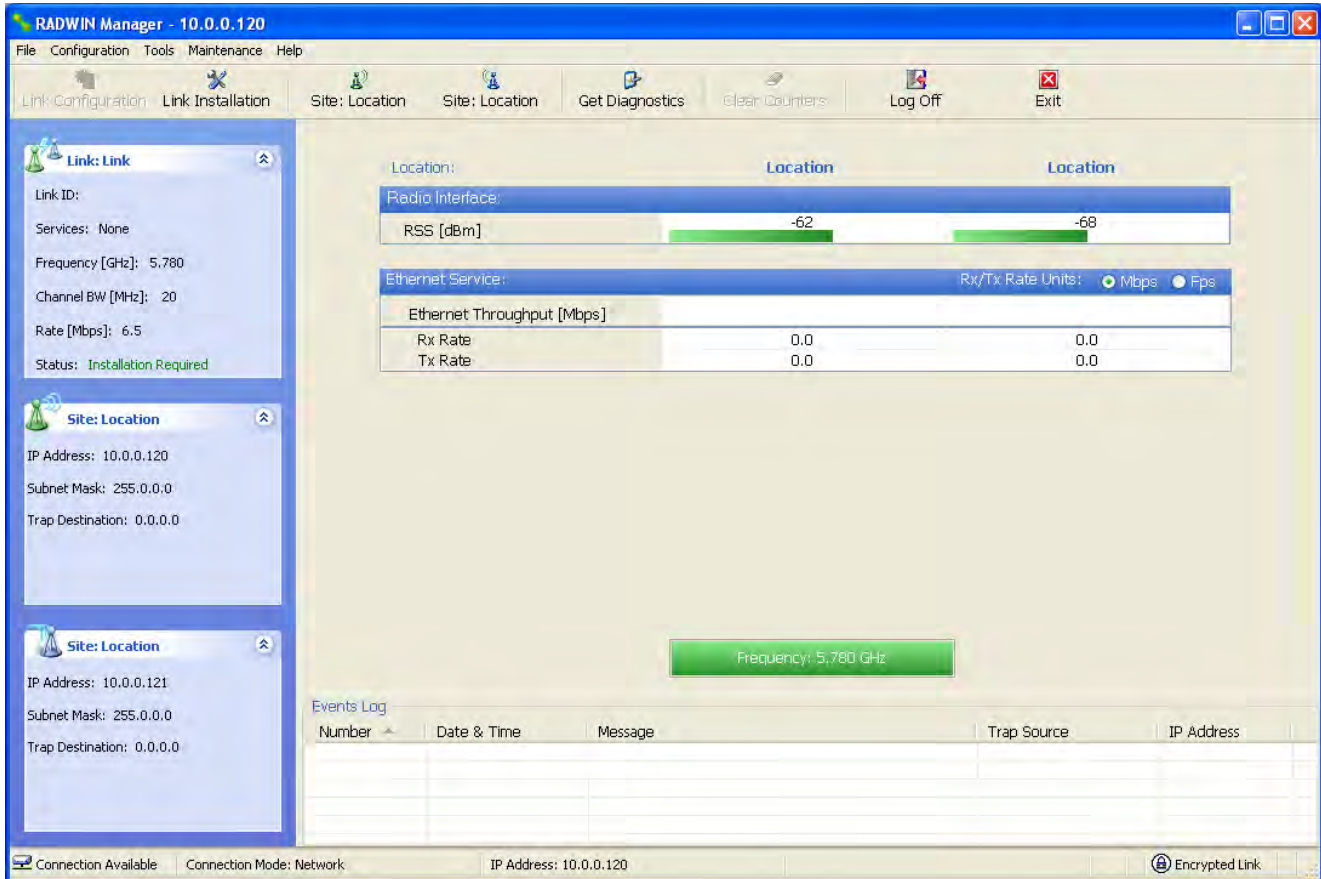 RADWIN Manager - 10.0.0.120
File Configuration Tools Maintenance Help
Link Configuration Link Installation Site: Location Site: Location Get Diagnostics Clear Counters Log Off Exit
Link: Link
Link ID:
Services: None
Frequency [GHz]: 5.780
Channel BW [MHz]: 20
Rate [Mbps]: 6.5
Status: Installation Required
Site: Location
IP Address: 10.0.0.120
Subnet Mask: 255.0.0.0
Trap Destination: 0.0.0.0
Site: Location
IP Address: 10.0.0.121
Subnet Mask: 255.0.0.0
Trap Destination: 0.0.0.0
Location: Location Location
Radio Interface:
RSS [dBm] -62 -68
Ethernet Service: Rx/Tx Rate Units: Mbps Fps
Ethernet Throughput [Mbps]
Rx Rate 0.0 0.0
Tx Rate 0.0 0.0
Frequency: 5.780 GHz
Events Log
Number Date & Time Message Trap Source IP Address
Connection Available Connection Mode: Network IP Address: 10.0.0.120 Encrypted Link